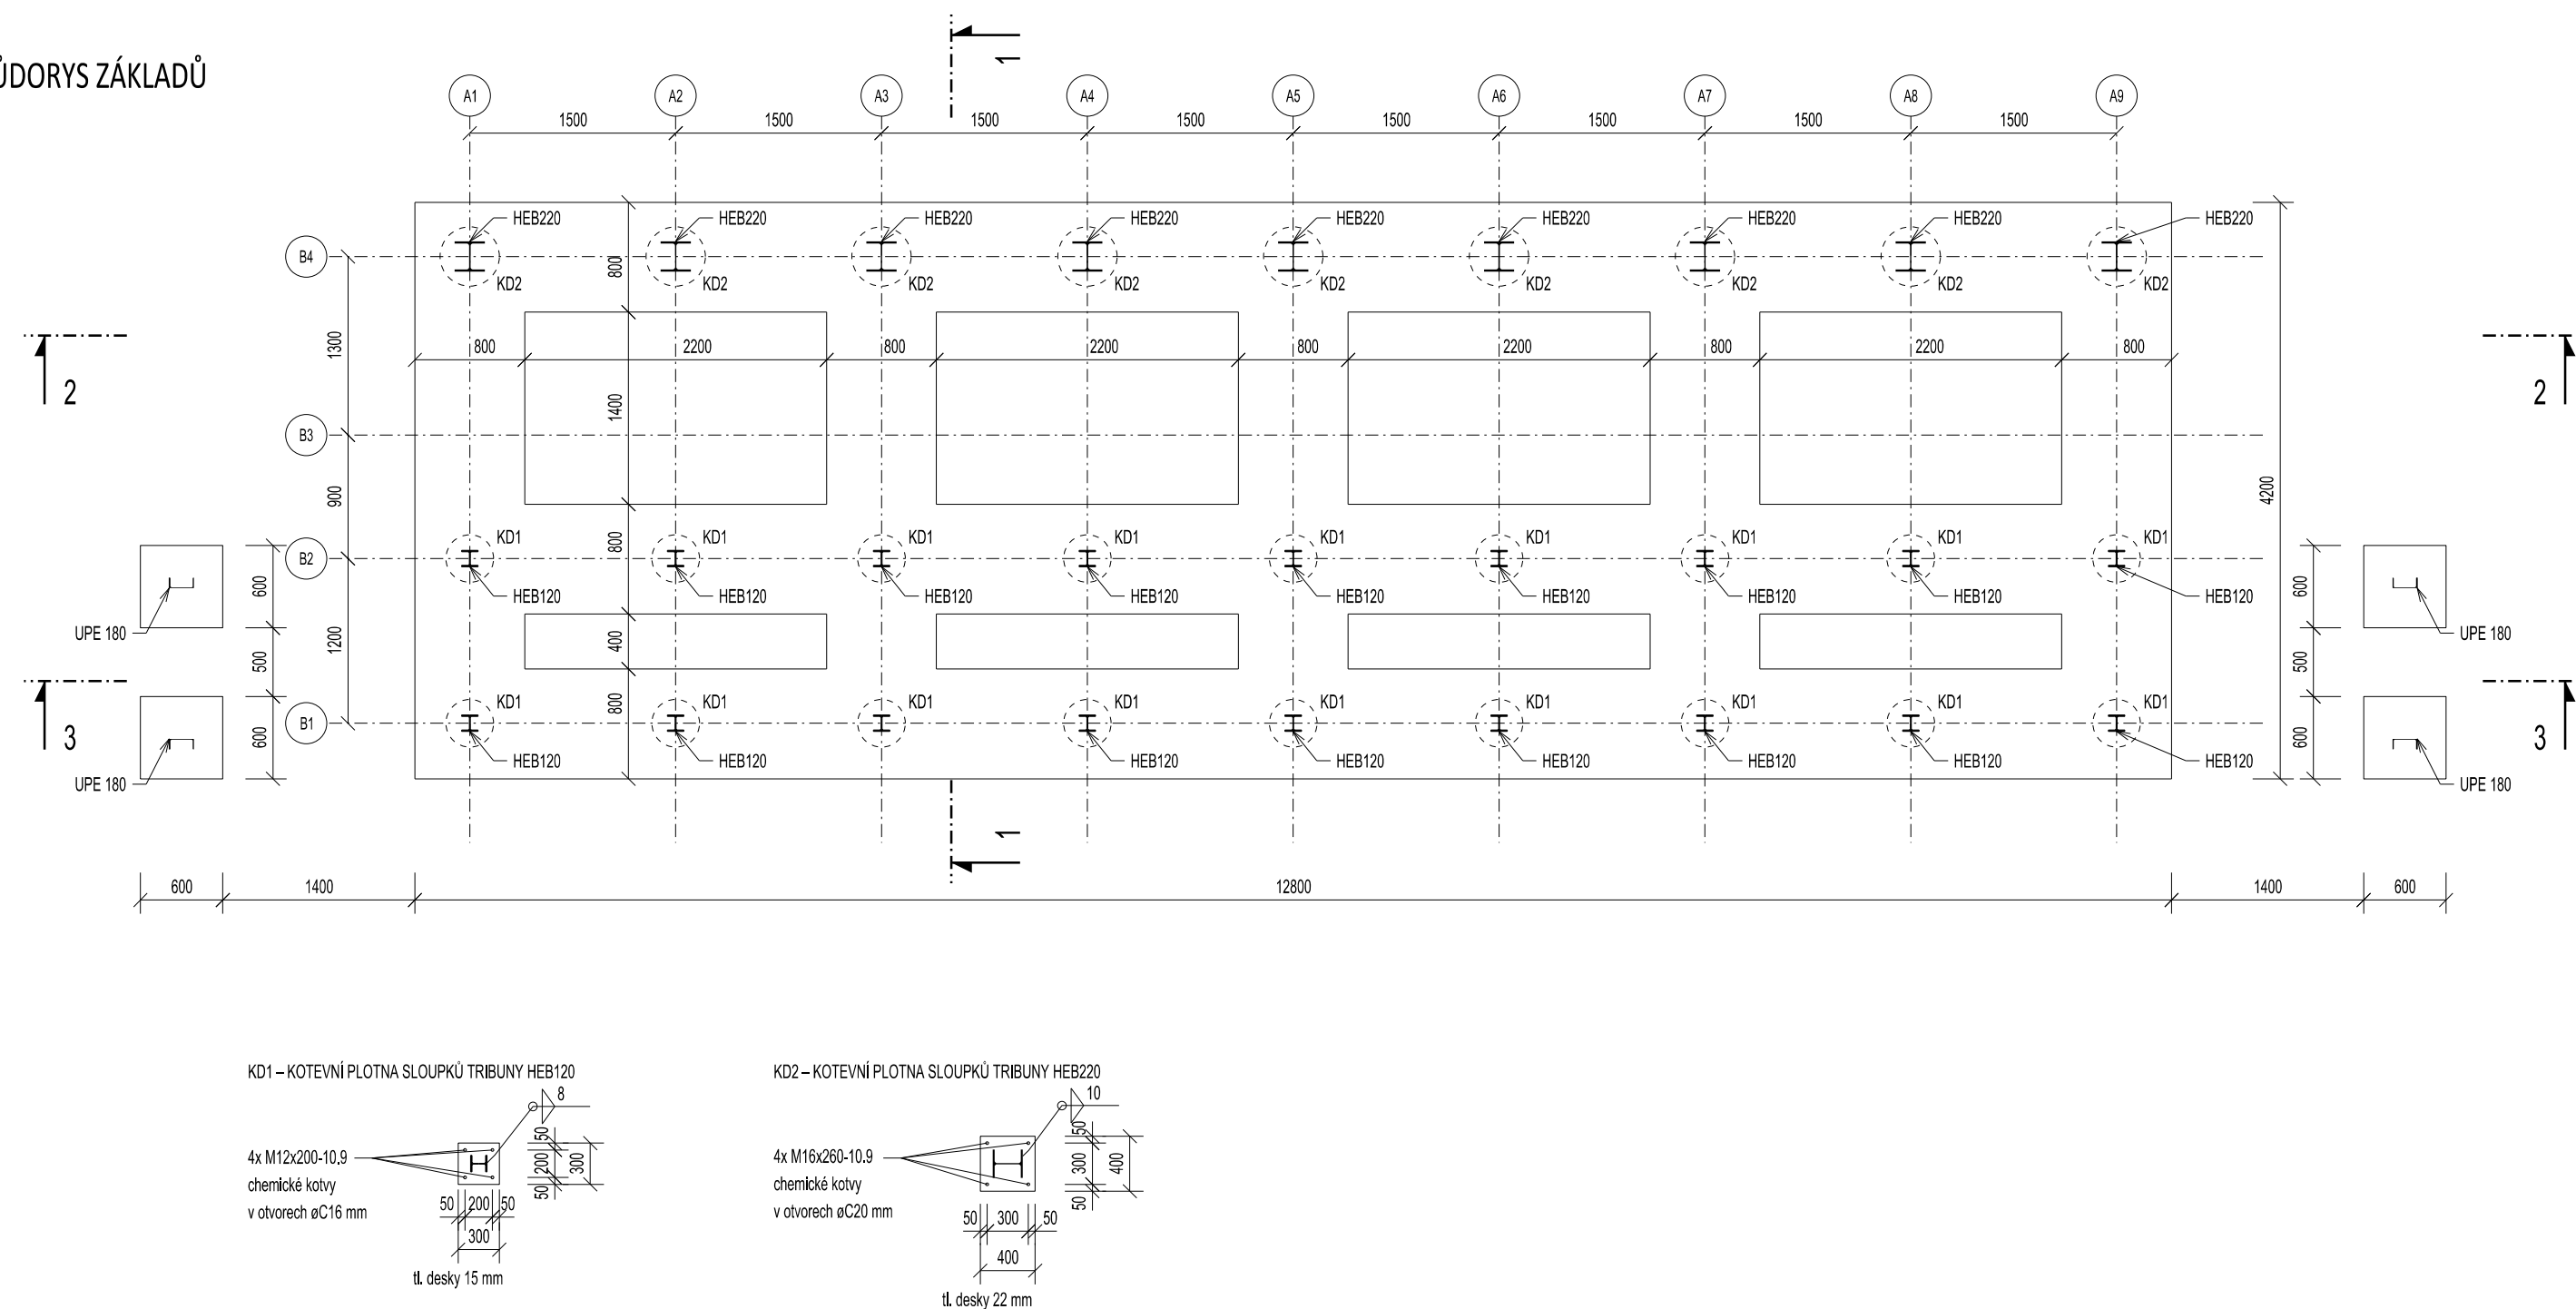 ŮDORYS ZÁKLADŮ
1
A1 A2 A3 A4 A5 A6 A7 A8 A9
1500 1500 1500 1500 1500 1500 1500 1500
HEB220 HEB220 HEB220 HEB220 HEB220 HEB220 HEB220 HEB220 HEB220
B4
800
KD2 KD2 KD2 KD2 KD2 KD2 KD2 KD2 KD2
1300
800 2200 800 2200 800 2200 800 2200 800
2 2
1400
B3
900
4200
KD1 KD1 KD1 KD1 KD1 KD1 KD1 KD1 KD1
800
B2
600 600
HEB120 HEB120 HEB120 HEB120 HEB120 HEB120 HEB120 HEB120 HEB120
UPE 180 1200 400 UPE 180
500 500
KD1 KD1 KD1 KD1 KD1 KD1 KD1 KD1 KD1
800
B1
3 600 600 3
HEB120 HEB120 HEB120 HEB120 HEB120 HEB120 HEB120 HEB120
UPE 180 UPE 180
1
600 1400 12800 1400 600
KD1 – KOTEVNÍ PLOTNA SLOUPKŮ TRIBUNY HEB120
8
4x M12x200-10,9
chemické kotvy
v otvorech øC16 mm
50 200 50 300
50 200 50
300
tl. desky 15 mm
KD2 – KOTEVNÍ PLOTNA SLOUPKŮ TRIBUNY HEB220
10
4x M16x260-10.9
chemické kotvy
v otvorech øC20 mm
50 300 50 400
50 300 50
400
tl. desky 22 mm